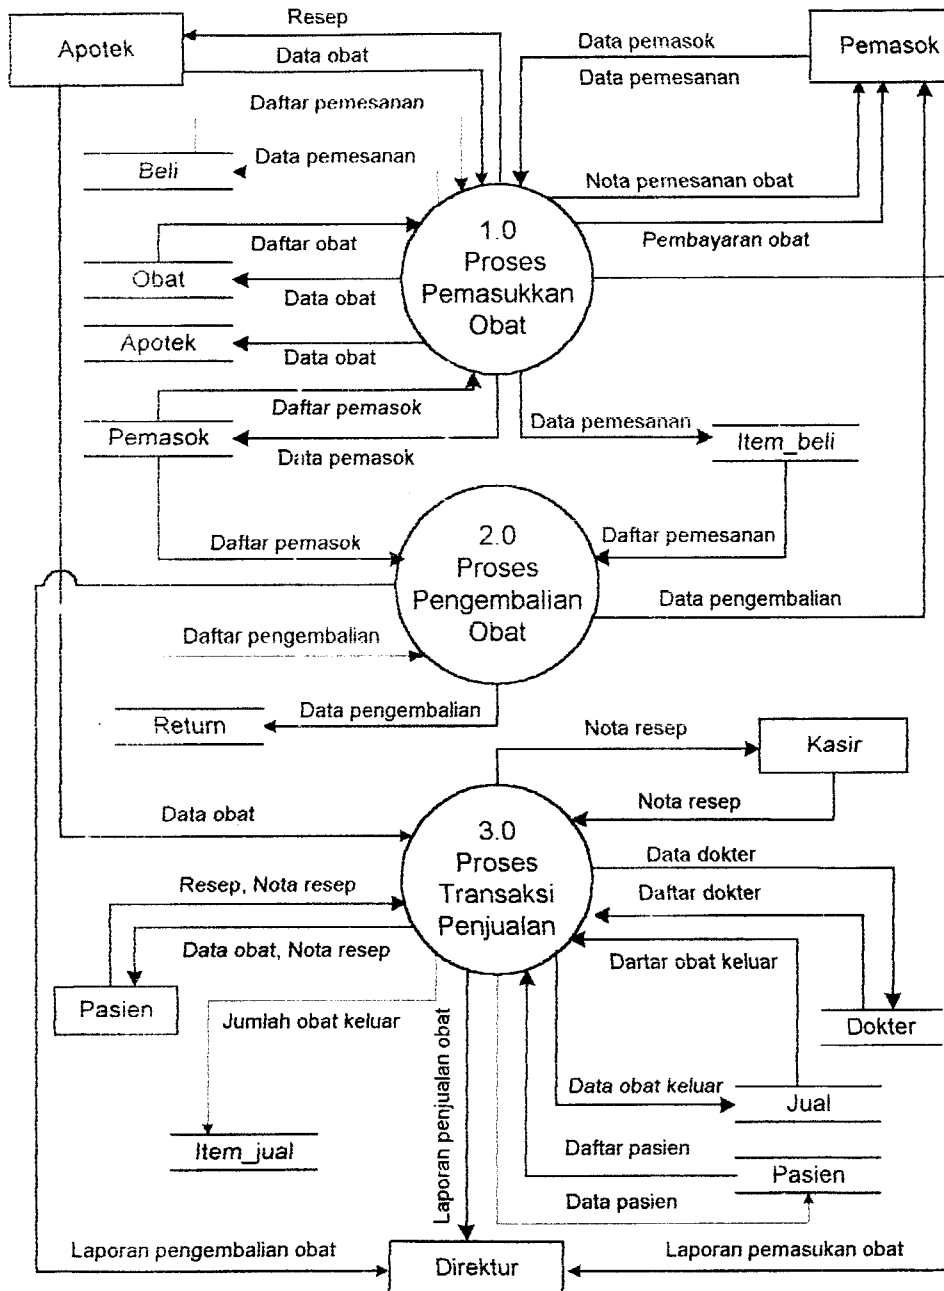 Resep
Apotek
Data obat
Data pemasok
Pemasok
Data pemesanan
Daftar pemesanan
Data pemesanan
Beli
Nota pemesanan obat
Daftar obat
Pembayaran obat
1.0
Proses
Pemasukkan
Obat
Obat
Data obat
Apotek
Data obat
Daftar pemasok
Pemasok
Data pemasok
Data pemesanan
Item_beli
Daftar pemasok
2.0
Proses
Pengembalian
Obat
Daftar pemesanan
Data pengembalian
Daftar pengembalian
Return
Data pengembalian
Nota resep
Kasir
Nota resep
Data obat
3.0
Proses
Transaksi
Penjualan
Data dokter
Daftar dokter
Dartar obat keluar
Resep, Nota resep
Data obat, Nota resep
Pasien
Jumlah obat keluar
Dokter
Laporan penjualan obat
Data obat keluar
Jual
Item_jual
Daftar pasien
Pasien
Data pasien
Laporan pengembalian obat
Direktur
Laporan pemasukan obat